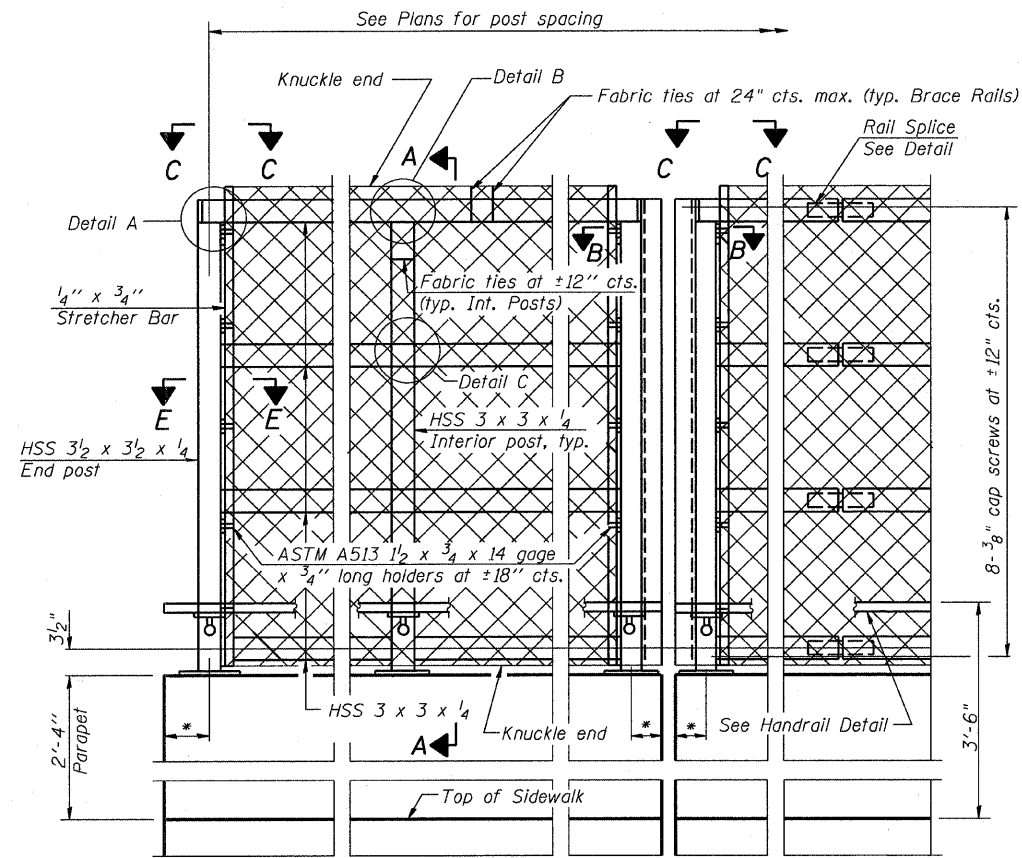 See Plans for post spacing
Knuckle end
Detail B
Fabric ties at 24" cts. max. (typ. Brace Rails)
Rail Splice
See Detail
C
C
A
C
C
Detail A
B
B
Fabric ties at ±12" cts.
(typ. Int. Posts)
1/4" x 3/4"
Stretcher Bar
Detail C
E
E
HSS 3 x 3 x 1/4
Interior post, typ.
HSS 3 1/2 x 3 1/2 x 1/4
End post
8-3/8" cap screws at ±12" cts.
ASTM A513 1 1/2 x 3/4 x 14 gage
x 3/4" long holders at ±18" cts.
3 1/2"
HSS 3 x 3 x 1/4
Knuckle end
See Handrail Detail
*
*
*
A
2'-4"
Parapet
3'-6"
Top of Sidewalk